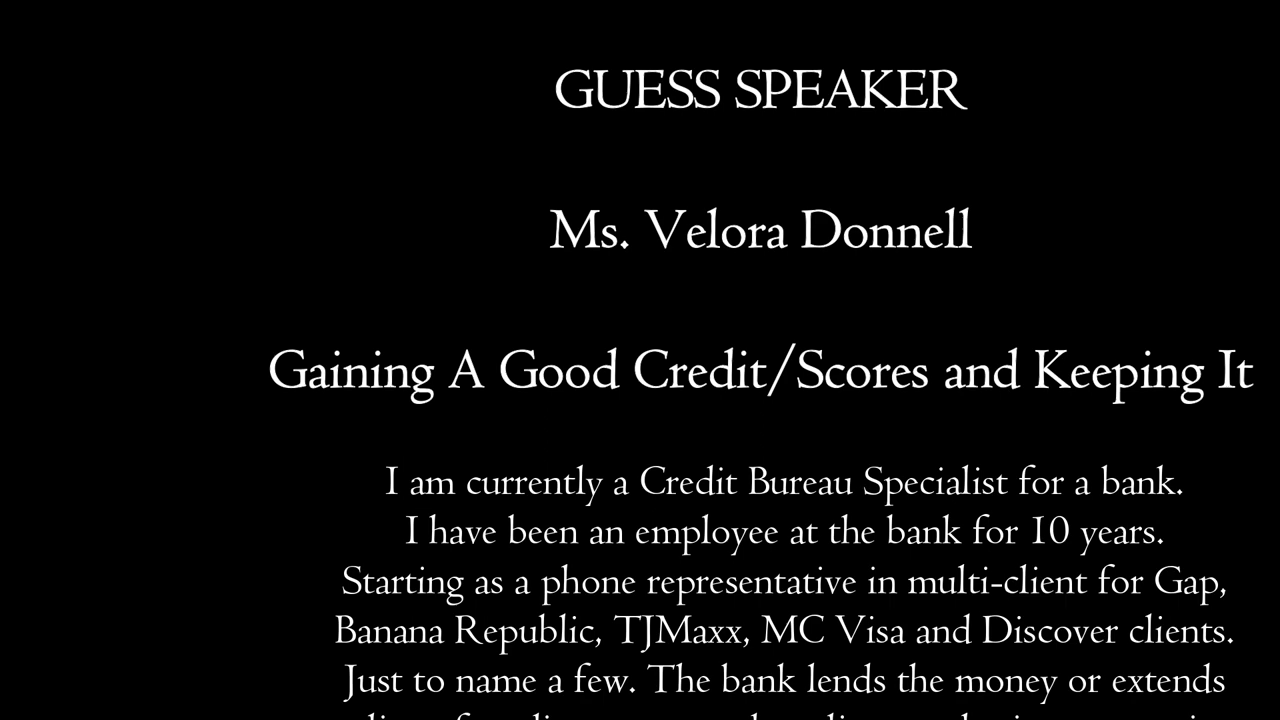 GUESS SPEAKER
Ms. Velora Donnell
Gaining A Good Credit/Scores and Keeping It
I am currently a Credit Bureau Specialist for a bank.
I have been an employee at the bank for 10 years.
Starting as a phone representative in multi-client for Gap,
Banana Republic, TJMaxx, MC Visa and Discover clients.
Just to name a few. The bank lends the money or extends